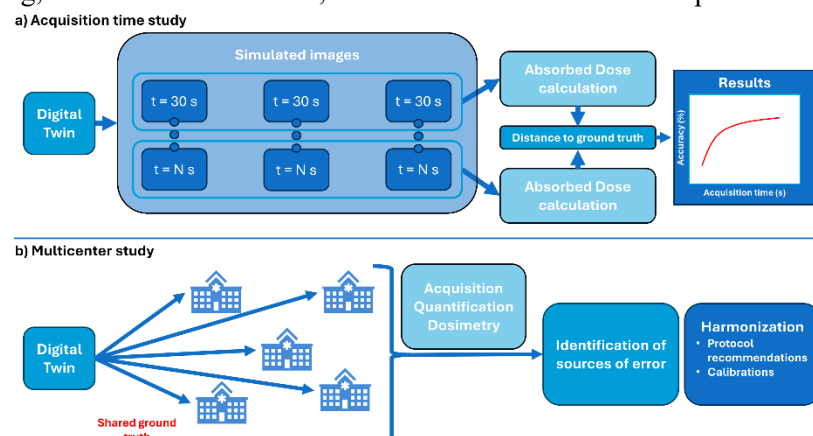 a) Acquisition time study
Simulated images
Digital
Twin
t = 30 s
t = 30 s
t = 30 s
t = N s
t = N s
t = N s
Absorbed Dose
calculation
Distance to ground truth
Absorbed Dose
calculation
Results
Accuracy (%)
Acquisition time (s)
b) Multicenter study
Digital
Twin
Shared ground
truth
Acquisition
Quantification
Dosimetry
Identification of
sources of error
Harmonization
• Protocol
recommendations
• Calibrations